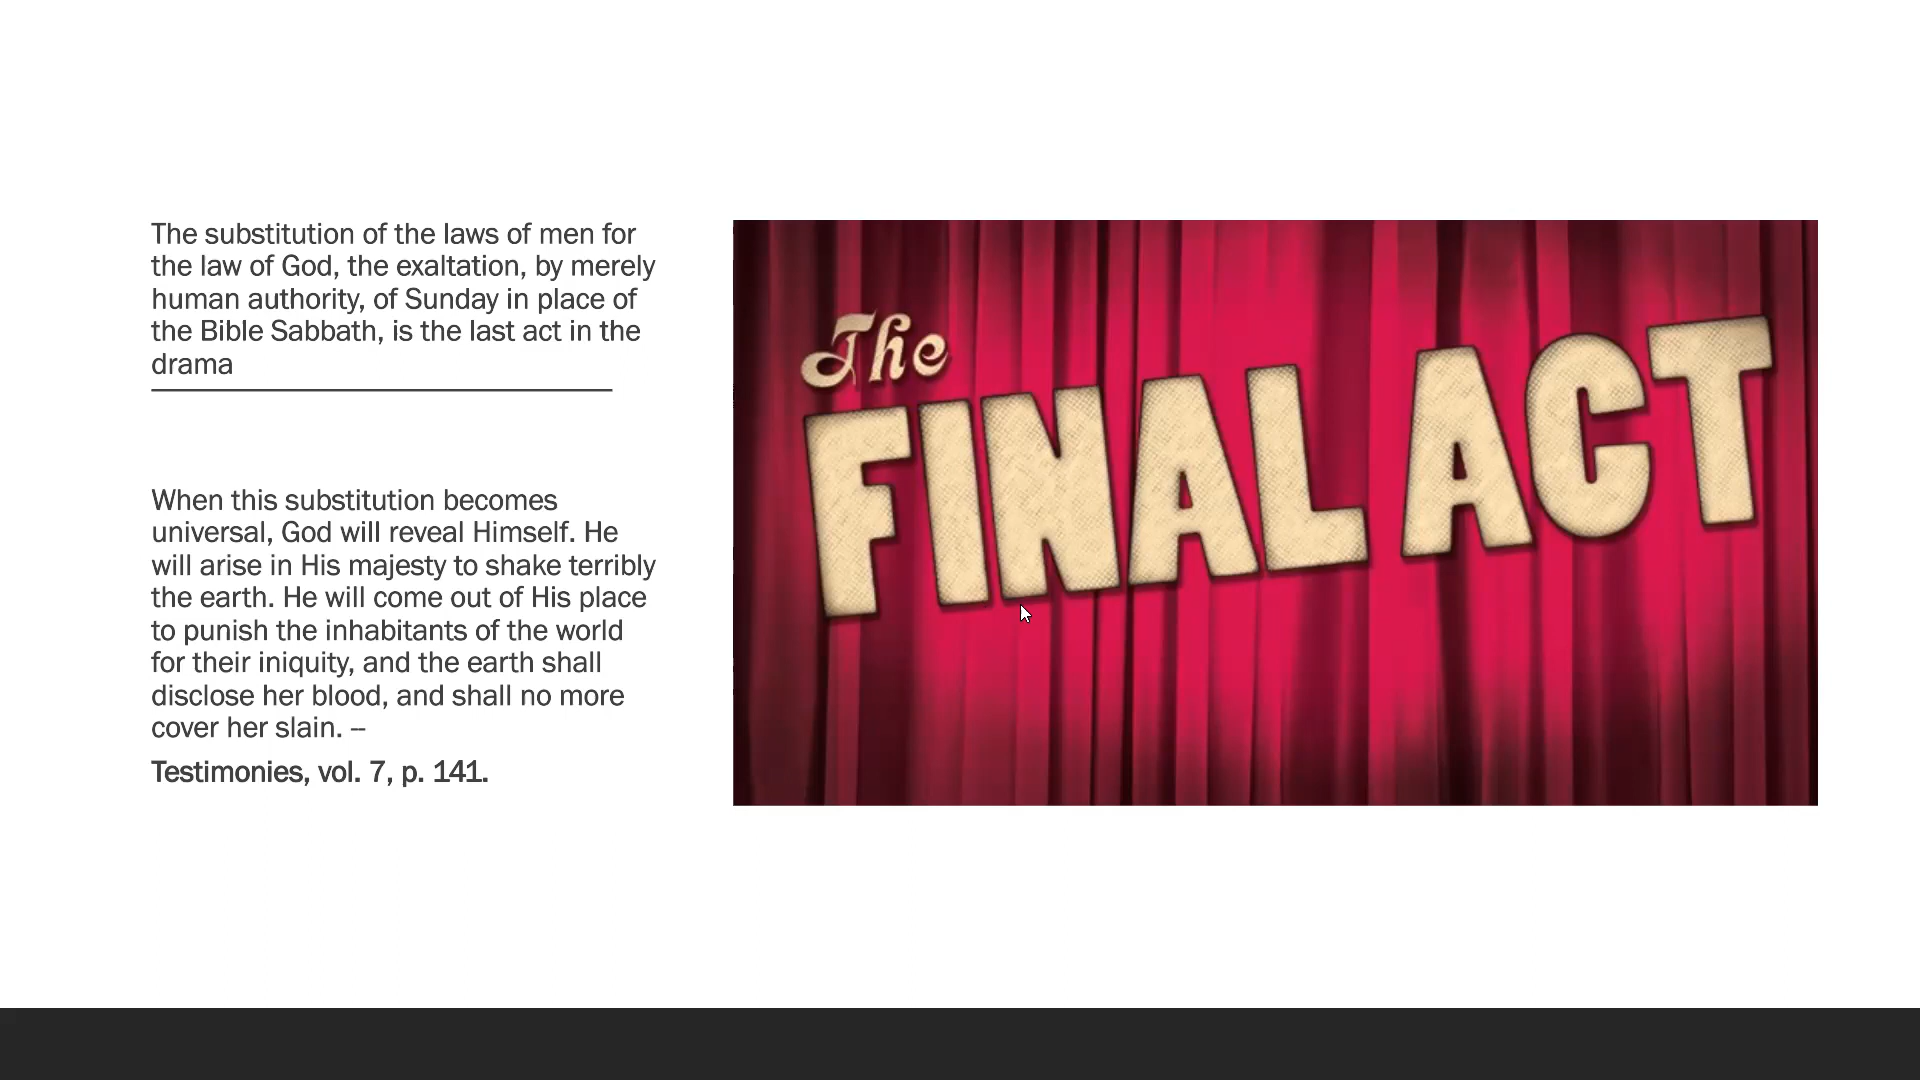 The substitution of the laws of men for
the law of God, the exaltation, by merely
human authority, of Sunday in place of
the Bible Sabbath, is the last act in the
drama
When this substitution becomes
universal, God will reveal Himself. He
will arise in His majesty to shake terribly
the earth. He will come out of His place
to punish the inhabitants of the world
for their iniquity, and the earth shall
disclose her blood, and shall no more
cover her slain. –
Testimonies, vol. 7, p. 141.
The
FINAL ACT